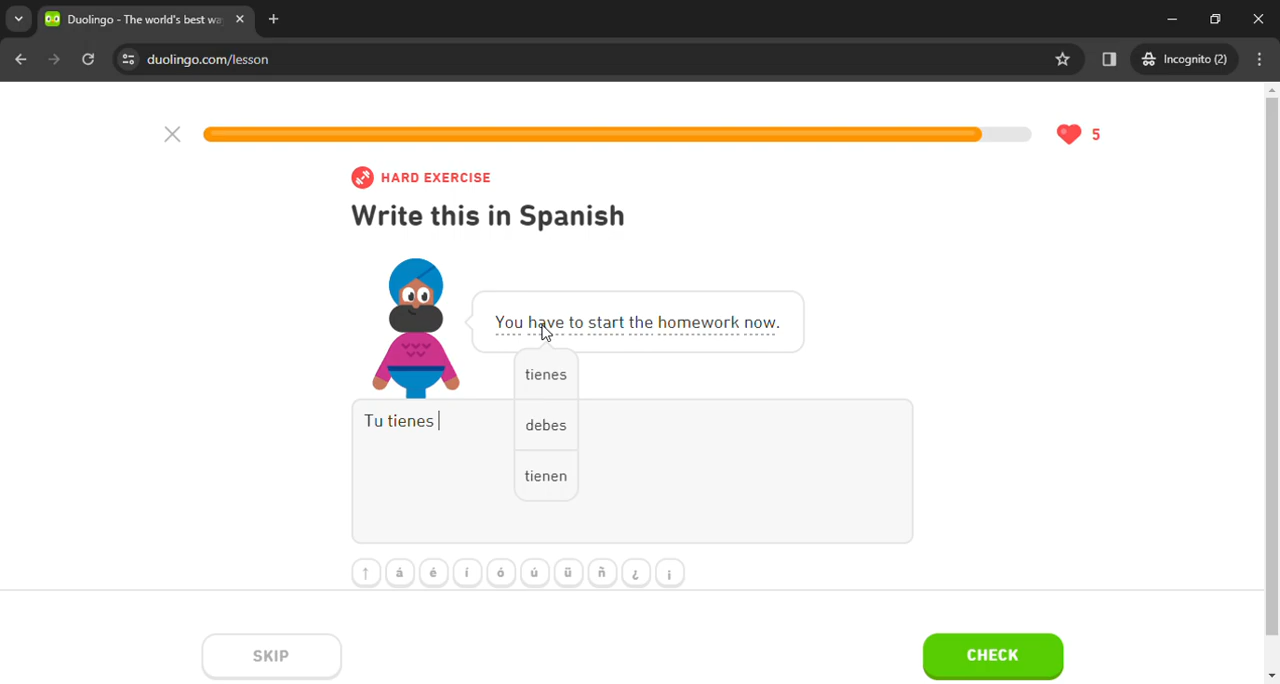 Duolingo - The world's best wa
duolingo.com/lesson
Incognito (2)
5
HARD EXERCISE
Write this in Spanish
You have to start the homework now.
tienes
debes
tienen
Tu tienes
↑ á é í ó ú ü ñ ¿ ¡
SKIP
CHECK